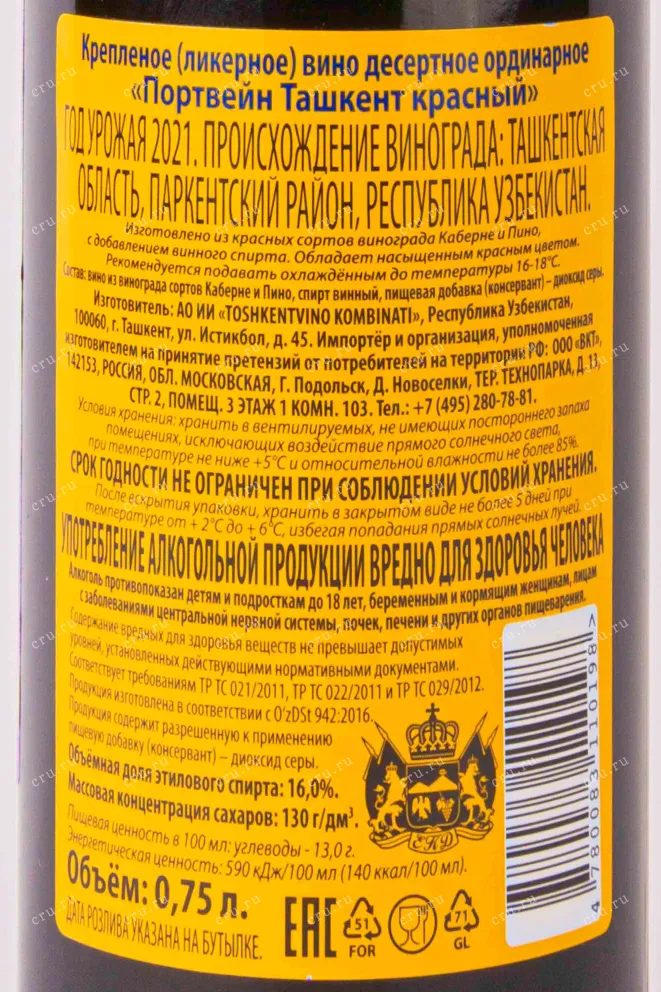 Крепленое (ликерное) вино десертное ординарное
«Портвейн Ташкент красный»
ГОД УРОЖАЯ 2021. ПРОИСХОЖДЕНИЕ ВИНОГРАДА: ТАШКЕНТСКАЯ
ОБЛАСТЬ, ПАРКЕНТСКИЙ РАЙОН, РЕСПУБЛИКА УЗБЕКИСТАН.
Изготовлено из красных сортов винограда Каберне и Пино,
с добавлением винного спирта. Обладает насыщенным красным цветом.
Рекомендуется подавать охлаждённым до температуры 16-18°С.
Состав: вино из винограда сортов Каберне и Пино, спирт винный, пищевая добавка (консервант) – диоксид серы.
Изготовитель: АО ИИ «TOSHKENTVINO KOMBINATI», Республика Узбекистан,
100060, г. Ташкент, ул. Истикбол, д. 45. Импортёр и организация, уполномоченная
изготовителем на принятие претензий от потребителей на территории РФ: ООО «ВКТ»,
142153, РОССИЯ, ОБЛ. МОСКОВСКАЯ, Г. Подольск, Д. Новоселки, ТЕР. ТЕХНОПАРКА, Д. 13,
СТР. 2, ПОМЕЩ. 3 ЭТАЖ 1 КОМН. 103. Тел.: +7 (495) 280-78-81.
Условия хранения: хранить в вентилируемых, не имеющих постороннего запаха
помещениях, исключающих воздействие прямого солнечного света,
при температуре не ниже +5°С и относительной влажности не более 85%.
СРОК ГОДНОСТИ НЕ ОГРАНИЧЕН ПРИ СОБЛЮДЕНИИ УСЛОВИЙ ХРАНЕНИЯ.
После вскрытия упаковки, хранить в закрытом виде не более 5 дней при
температуре от + 2°С до + 6°С, избегая попадания прямых солнечных лучей.
УПОТРЕБЛЕНИЕ АЛКОГОЛЬНОЙ ПРОДУКЦИИ ВРЕДНО ДЛЯ ЗДОРОВЬЯ ЧЕЛОВЕКА
Алкоголь противопоказан детям и подросткам до 18 лет, беременным и кормящим женщинам, лицам
с заболеваниями центральной нервной системы, почек, печени и других органов пищеварения.
Содержание вредных для здоровья веществ не превышает допустимых
уровней, установленных действующими нормативными документами.
Соответствует требованиям ТР ТС 021/2011, ТР ТС 022/2011 и ТР ТС 029/2012.
Продукция изготовлена в соответствии с O'zDSt 942:2016.
Продукция содержит разрешенную к применению
пищевую добавку (консервант) – диоксид серы.
Объёмная доля этилового спирта: 16,0%.
Массовая концентрация сахаров: 130 г/дм³.
Пищевая ценность в 100 мл: углеводы - 13,0 г.
Энергетическая ценность: 590 кДж/100 мл (140 ккал/100 мл).
Объём: 0,75 л.
ДАТА РОЗЛИВА УКАЗАНА НА БУТЫЛКЕ.
ЕКД
EAC
51
FOR
71
GL
4 780083 110198 >
cru.ru